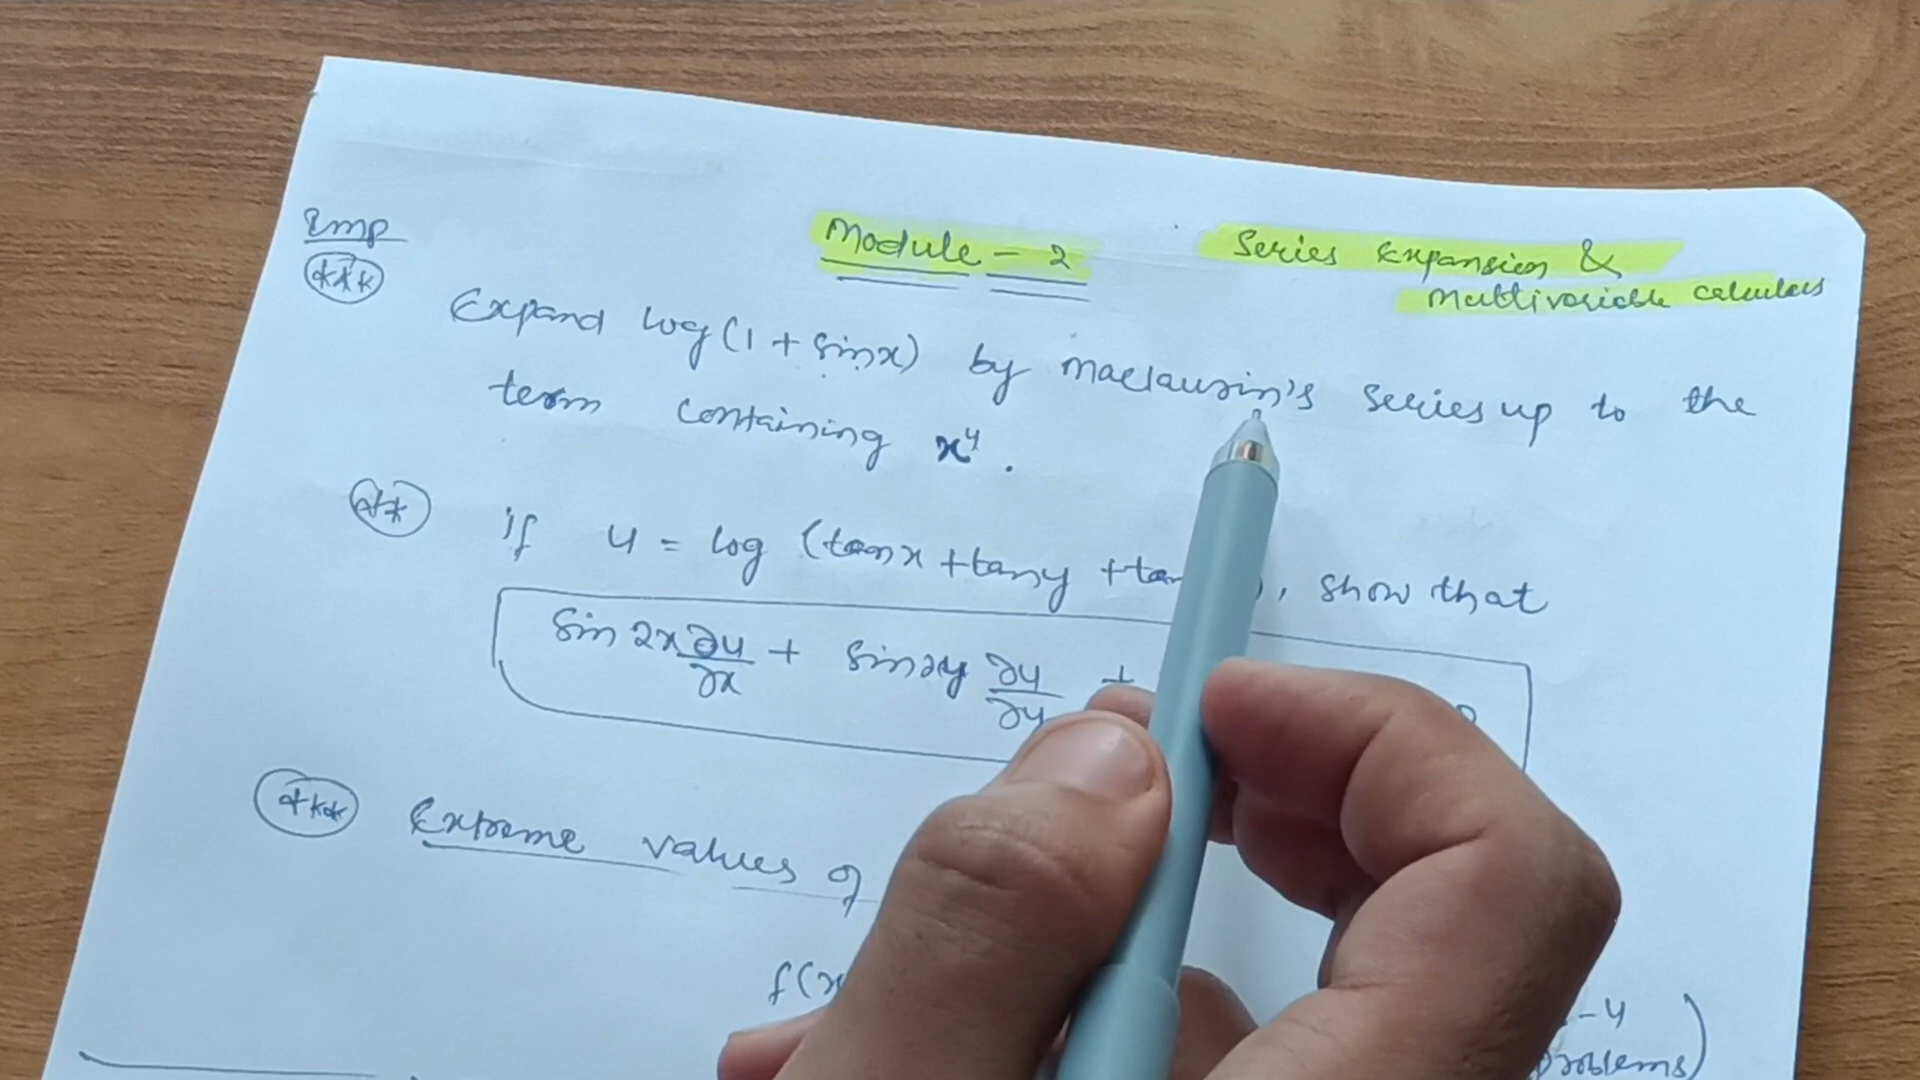 Imp
Module - 2
Series Expansion &
Multivariable calculus
***
Expand log(1 + sinx) by maclaurin's series up to the
term containing x⁴.
**
If u = log (tanx + tany + tan), show that
sin 2x ∂u/∂x + sin2y ∂u/∂y +
***
Extreme values of
f(x
-4
problems)